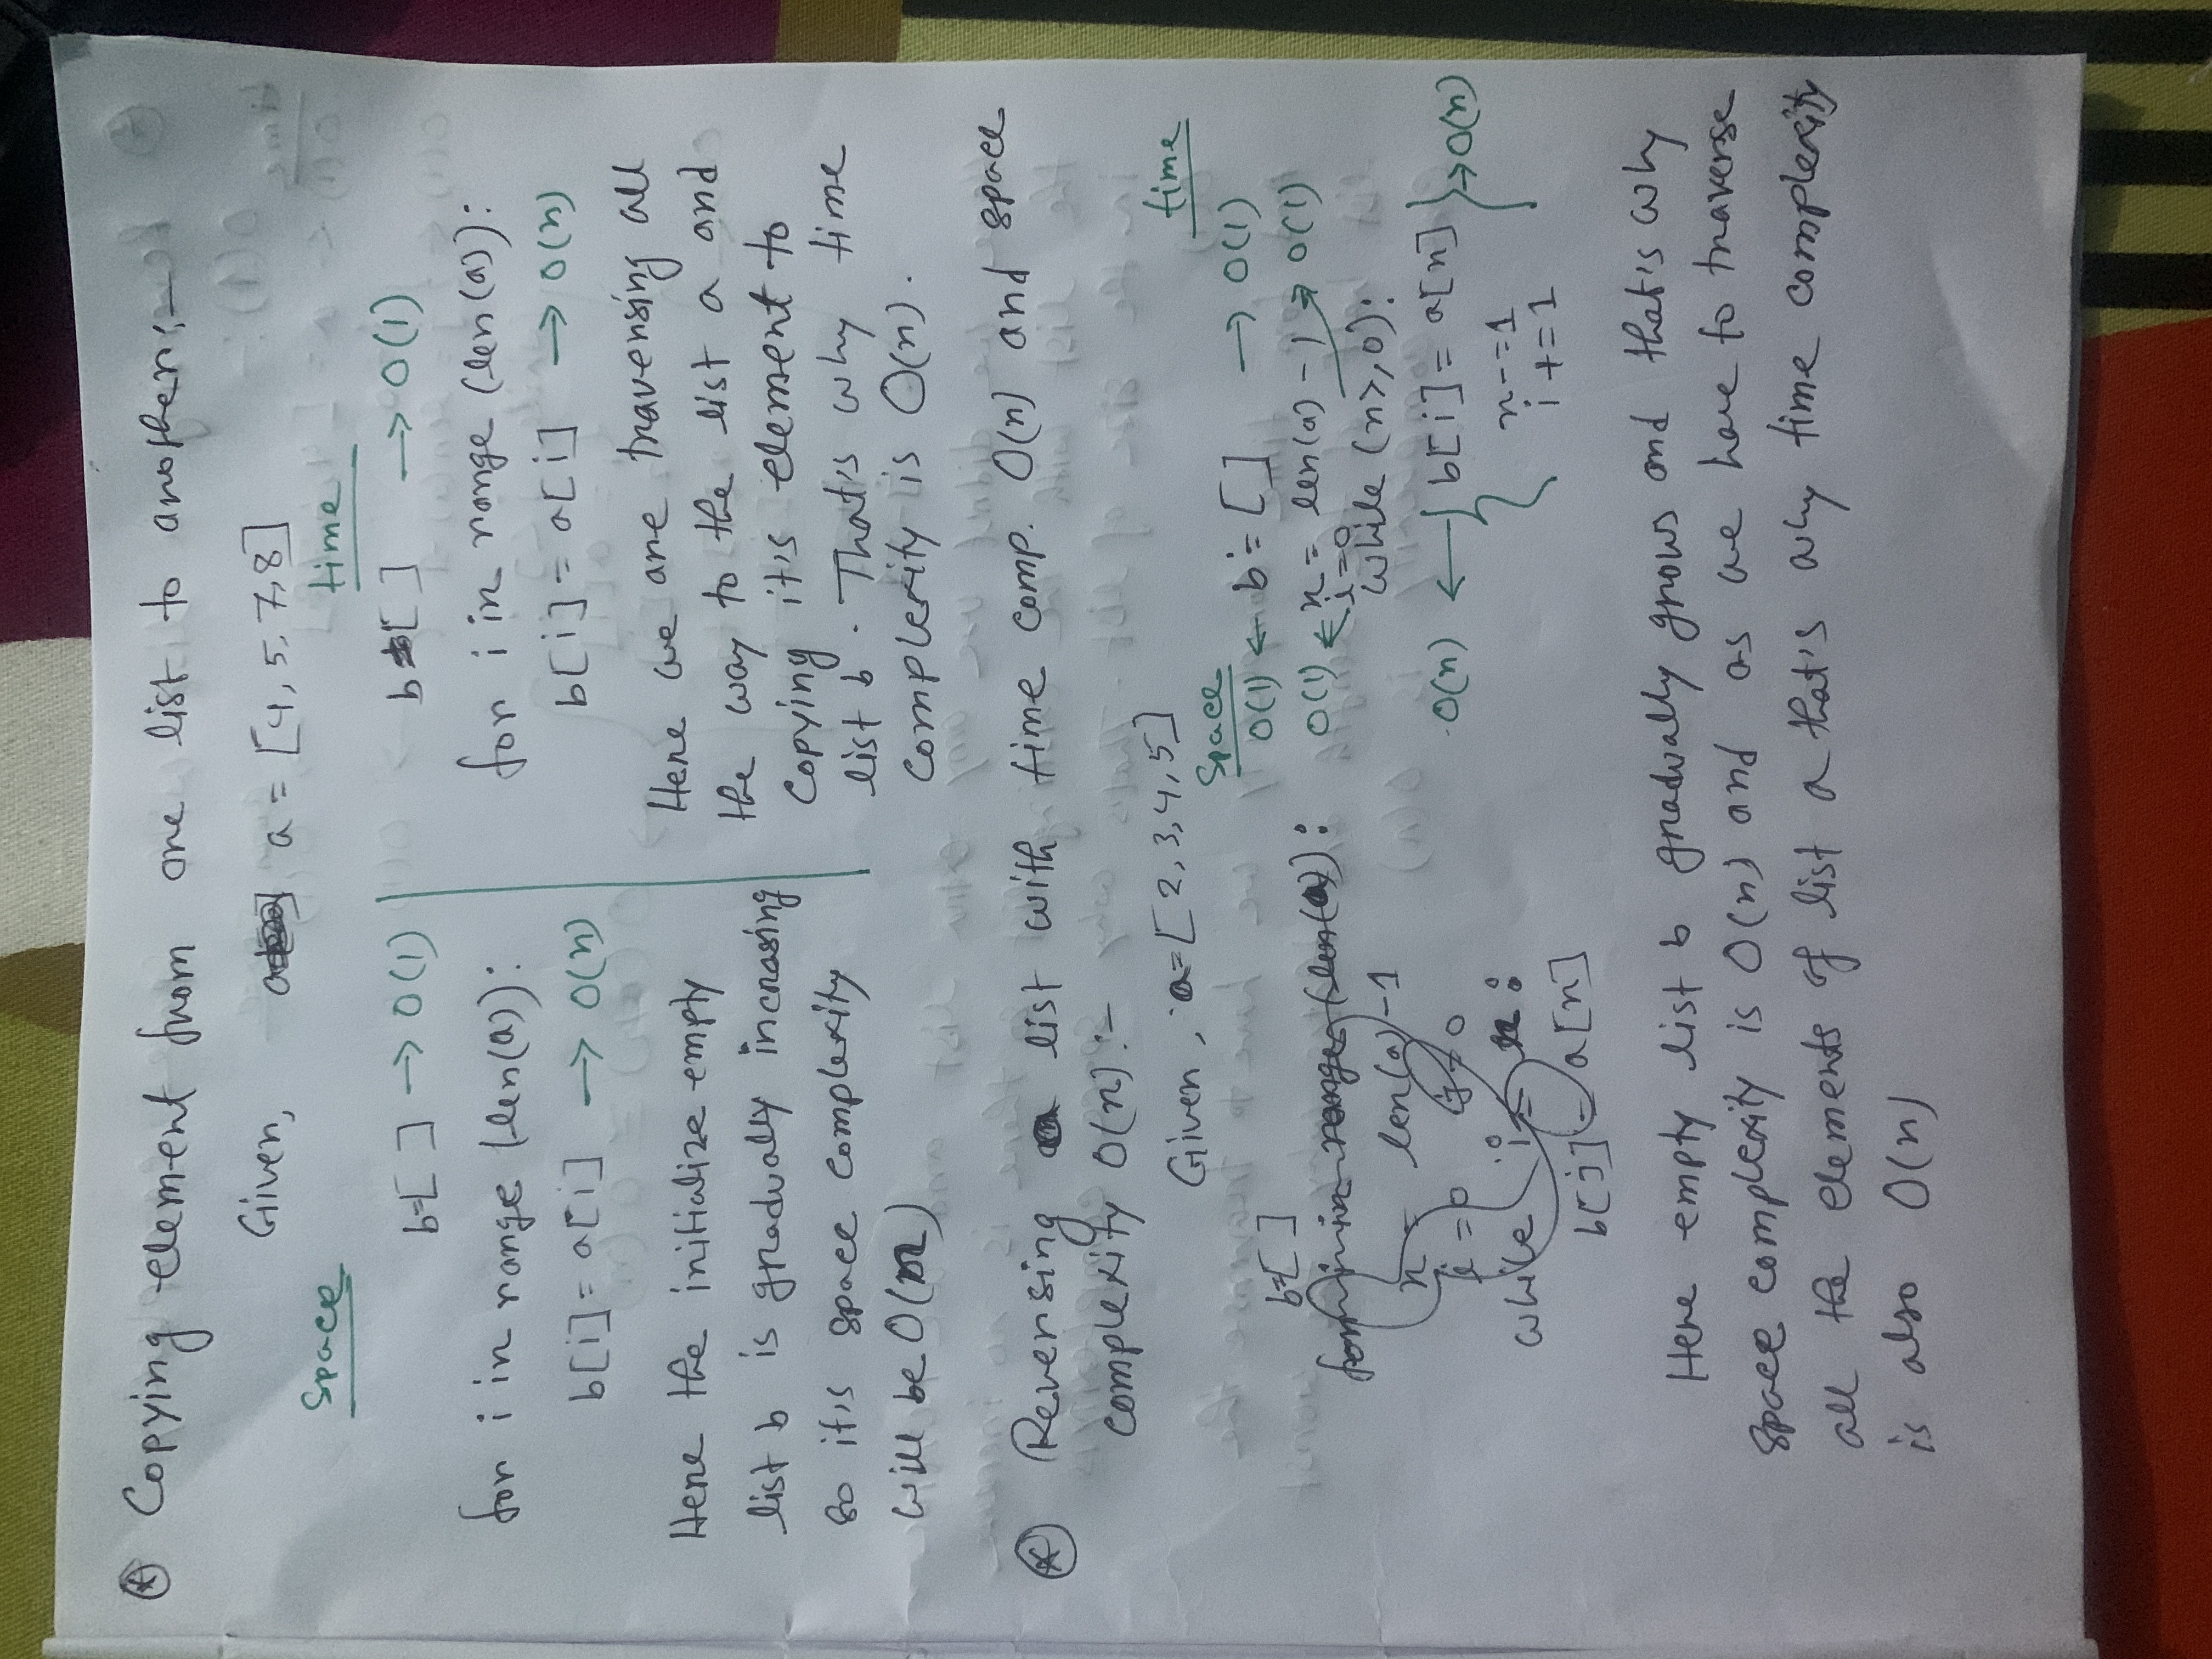 Copying element from one list to another:-
Given, a = [4, 5, 7, 8]
Space
b=[ ] → O(1)
for i in range (len(a)):
b[i] = a[i] → O(n)
Here the initialize empty
list b is gradually increasing
so it's space complexity
will be O(n)
time
b = [ ] → O(1)
for i in range (len(a)):
b[i] = a[i] → O(n)
Here we are traversing all
the way to the list a and
copying it's element to
list b. That's why time
complexity is O(n).
Reversing a list with time comp. O(n) and space
complexity O(n) :-
Given, a=[2,3,4,5]
b=[ ]
for i in range (len(a)):
n = len(a)-1
i = 0 j = 0
while i = n:
b[j] = a[n]
Space time
O(1) ← b = [ ] → O(1)
O(1) ← n = len(a) - 1 → O(1)
i=0
while (n>,0):
O(n) ← b[i] = a[n] → O(n)
n-=1
i +=1
Here empty list b gradually grows and that's why
space complexity is O(n) and as we have to traverse
all the elements of list a that's why time complexity
is also O(n)